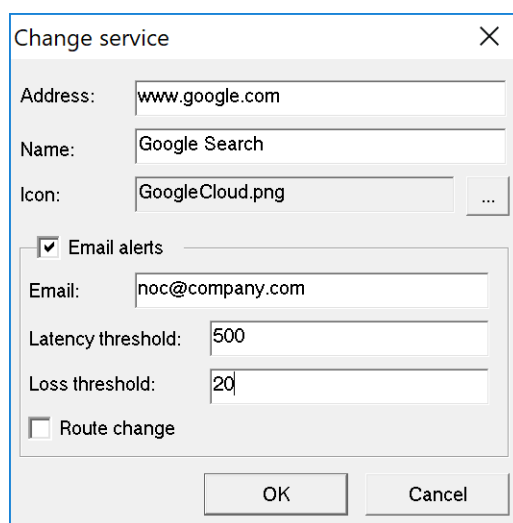 Change service
Address: www.google.com
Name: Google Search
Icon: GoogleCloud.png ...
Email alerts
Email: noc@company.com
Latency threshold: 500
Loss threshold: 20
Route change
OK Cancel